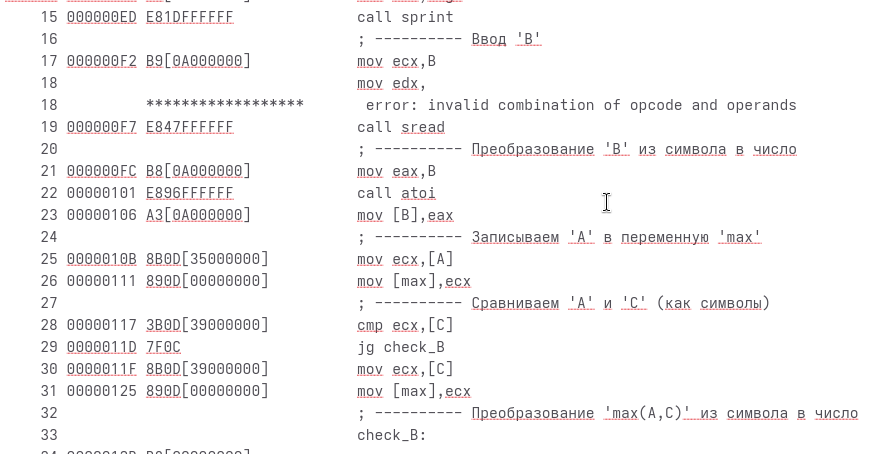 15 000000ED E81DFFFFFF call sprint
16 ; ---------- Ввод 'B'
17 000000F2 B9[0A000000] mov ecx,B
18 mov edx,
18 ****************** error: invalid combination of opcode and operands
19 000000F7 E847FFFFFF call sread
20 ; ---------- Преобразование 'B' из символа в число
21 000000FC B8[0A000000] mov eax,B
22 00000101 E896FFFFFF call atoi
23 00000106 A3[0A000000] mov [B],eax
24 ; ---------- Записываем 'A' в переменную 'max'
25 0000010B 8B0D[35000000] mov ecx,[A]
26 00000111 890D[00000000] mov [max],ecx
27 ; ---------- Сравниваем 'A' и 'C' (как символы)
28 00000117 3B0D[39000000] cmp ecx,[C]
29 0000011D 7F0C jg check_B
30 0000011F 8B0D[39000000] mov ecx,[C]
31 00000125 890D[00000000] mov [max],ecx
32 ; ---------- Преобразование 'max(A,C)' из символа в число
33 check_B: